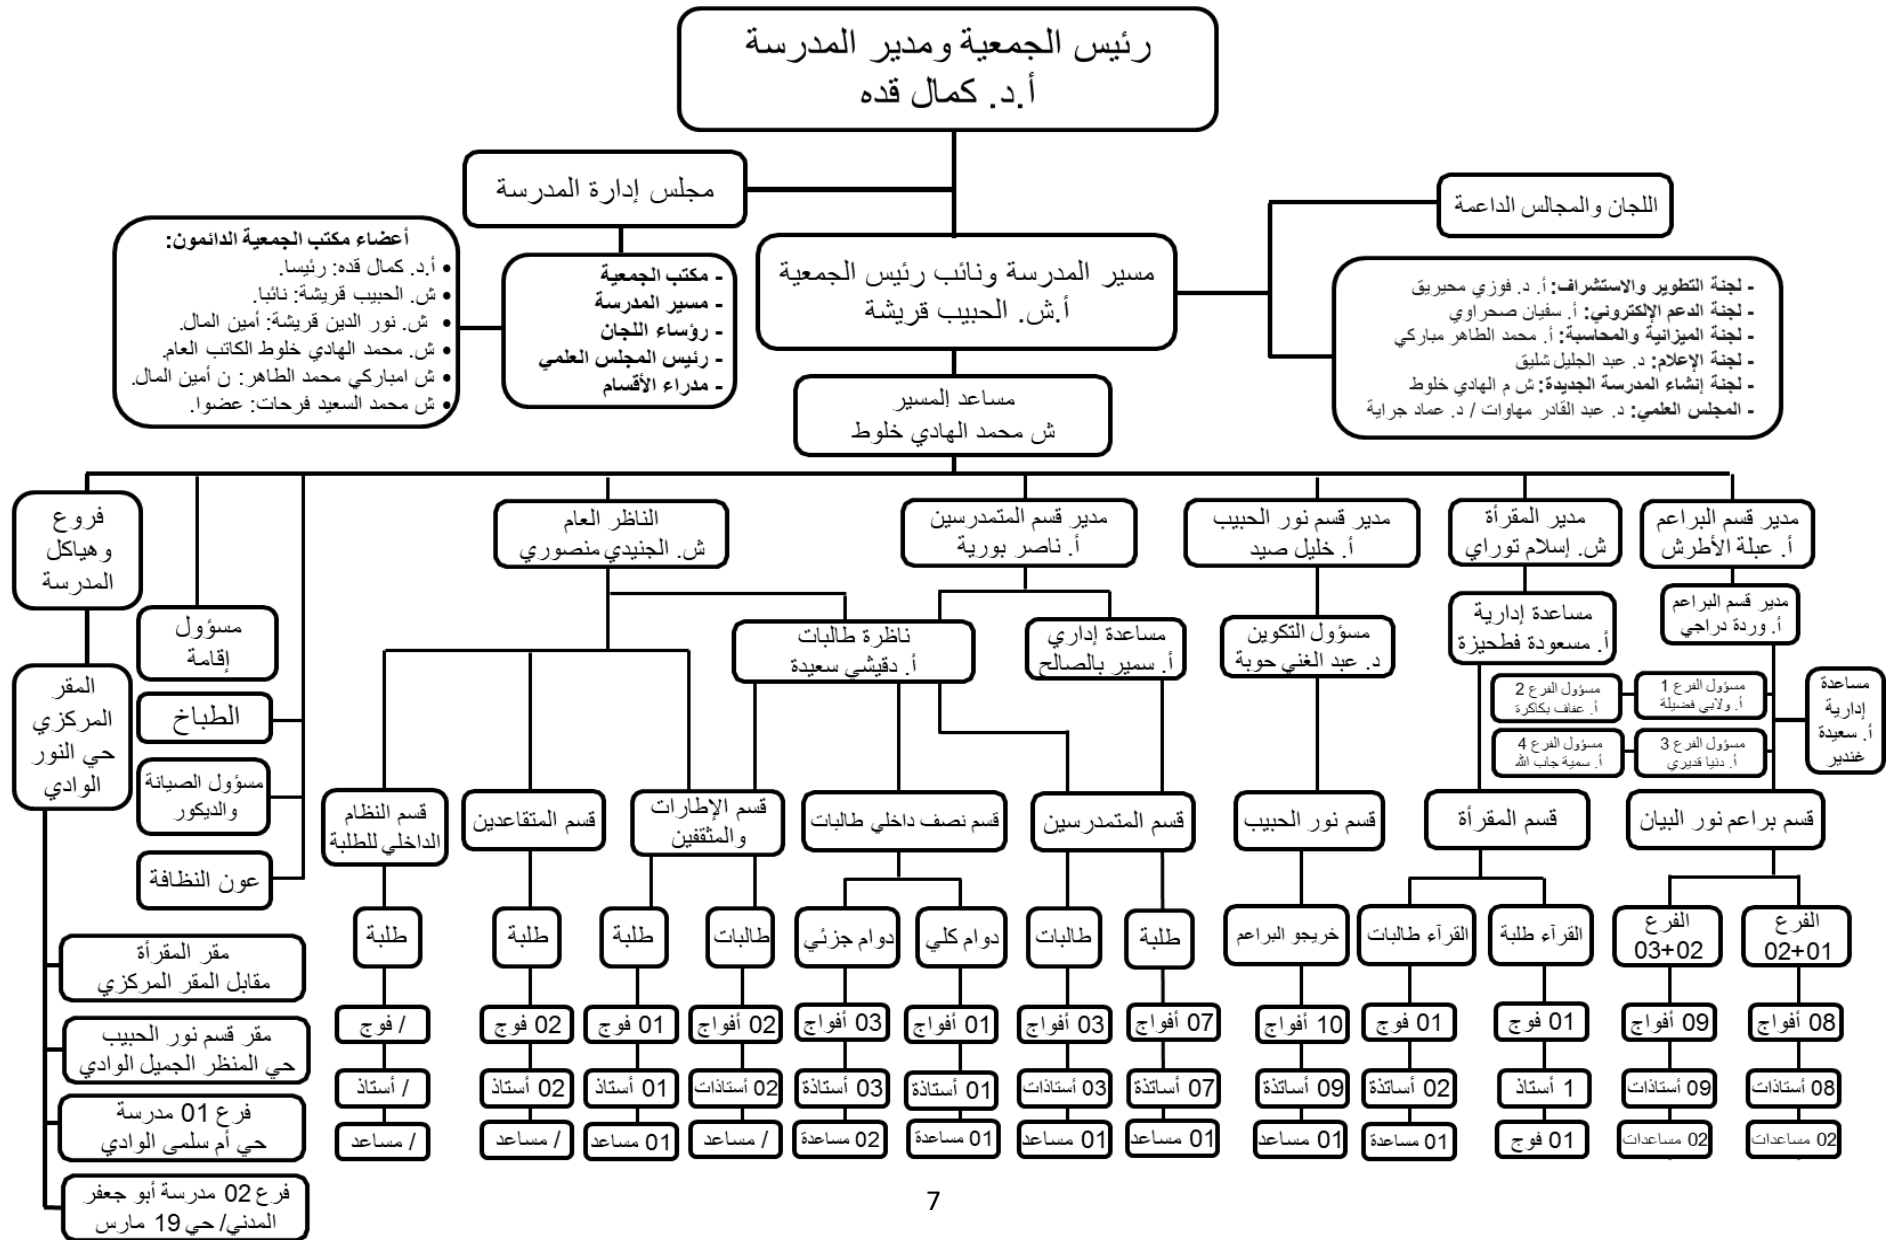 رئيس الجمعية ومدير المدرسة
أ.د. كمال قده
مجلس إدارة المدرسة
اللجان والمجالس الداعمة
مسير المدرسة ونائب رئيس الجمعية
أ.ش. الحبيب قريشة
- لجنة التطوير والاستشراف: أ. د. فوزي محيريق
- لجنة الدعم الإلكتروني: أ. سفيان صحراوي
- لجنة الميزانية والمحاسبة: أ. محمد الطاهر مباركي
- لجنة الإعلام: د. عبد الجليل شليق
- لجنة إنشاء المدرسة الجديدة: ش م الهادي خلوط
- المجلس العلمي: د. عبد القادر مهاوات / د. عماد جراية
- مكتب الجمعية
- مسير المدرسة
- رؤساء اللجان
- رئيس المجلس العلمي
- مدراء الأقسام
أعضاء مكتب الجمعية الدائمون:
• أ.د. كمال قده: رئيسا.
• ش. الحبيب قريشة: نائبا.
• ش. نور الدين قريشة: أمين المال.
• ش. محمد الهادي خلوط الكاتب العام.
• ش امباركي محمد الطاهر: ن أمين المال.
• ش محمد السعيد فرحات: عضوا.
مساعد المسير
ش محمد الهادي خلوط
مدير قسم البراعم
أ. عبلة الأطرش
مدير المقرأة
ش. إسلام توراي
مدير قسم نور الحبيب
أ. خليل صيد
مدير قسم المتمدرسين
أ. ناصر بورية
الناظر العام
ش. الجنيدي منصوري
فروع
وهياكل
المدرسة
مدير قسم البراعم
أ. وردة دراجي
مساعدة إدارية
أ. مسعودة فطحيزة
مسؤول التكوين
د. عبد الغني حوبة
مساعدة إداري
أ. سمير بالصالح
ناظرة طالبات
أ. دقيشي سعيدة
مسؤول
إقامة
مساعدة
إدارية
أ. سعيدة
غندير
مسؤول الفرع 1
أ. ولابي فضيلة
مسؤول الفرع 2
أ. عفاف بكاكرة
مسؤول الفرع 3
أ. دنيا قديري
مسؤول الفرع 4
أ. سمية جاب الله
الطباخ
مسؤول الصيانة
والديكور
عون النظافة
المقر
المركزي
حي النور
الوادي
قسم براعم نور البيان
قسم المقرأة
قسم نور الحبيب
قسم المتمدرسين
قسم نصف داخلي طالبات
قسم الإطارات
والمثقفين
قسم المتقاعدين
قسم النظام
الداخلي للطلبة
الفرع
02+01
الفرع
03+02
القرآء طلبة
القرآء طالبات
خريجو البراعم
طلبة
طالبات
دوام كلي
دوام جزئي
طالبات
طلبة
طلبة
طلبة
08 أفواج
09 أفواج
01 فوج
01 فوج
10 أفواج
07 أفواج
03 أفواج
01 أفواج
03 أفواج
02 أفواج
01 فوج
02 فوج
/ فوج
08 أستاذات
09 أستاذات
1 أستاذ
02 أساتذة
09 أساتذة
07 أساتذة
03 أستاذات
01 أستاذة
03 أستاذة
02 أستاذات
01 أستاذ
02 أستاذ
/ أستاذ
02 مساعدات
02 مساعدات
01 فوج
01 مساعدة
01 مساعد
01 مساعد
01 مساعد
01 مساعدة
02 مساعدة
/ مساعد
01 مساعد
/ مساعد
/ مساعد
مقر المقرأة
مقابل المقر المركزي
مقر قسم نور الحبيب
حي المنظر الجميل الوادي
فرع 01 مدرسة
حي أم سلمى الوادي
فرع 02 مدرسة أبو جعفر
المدني/ حي 19 مارس
7